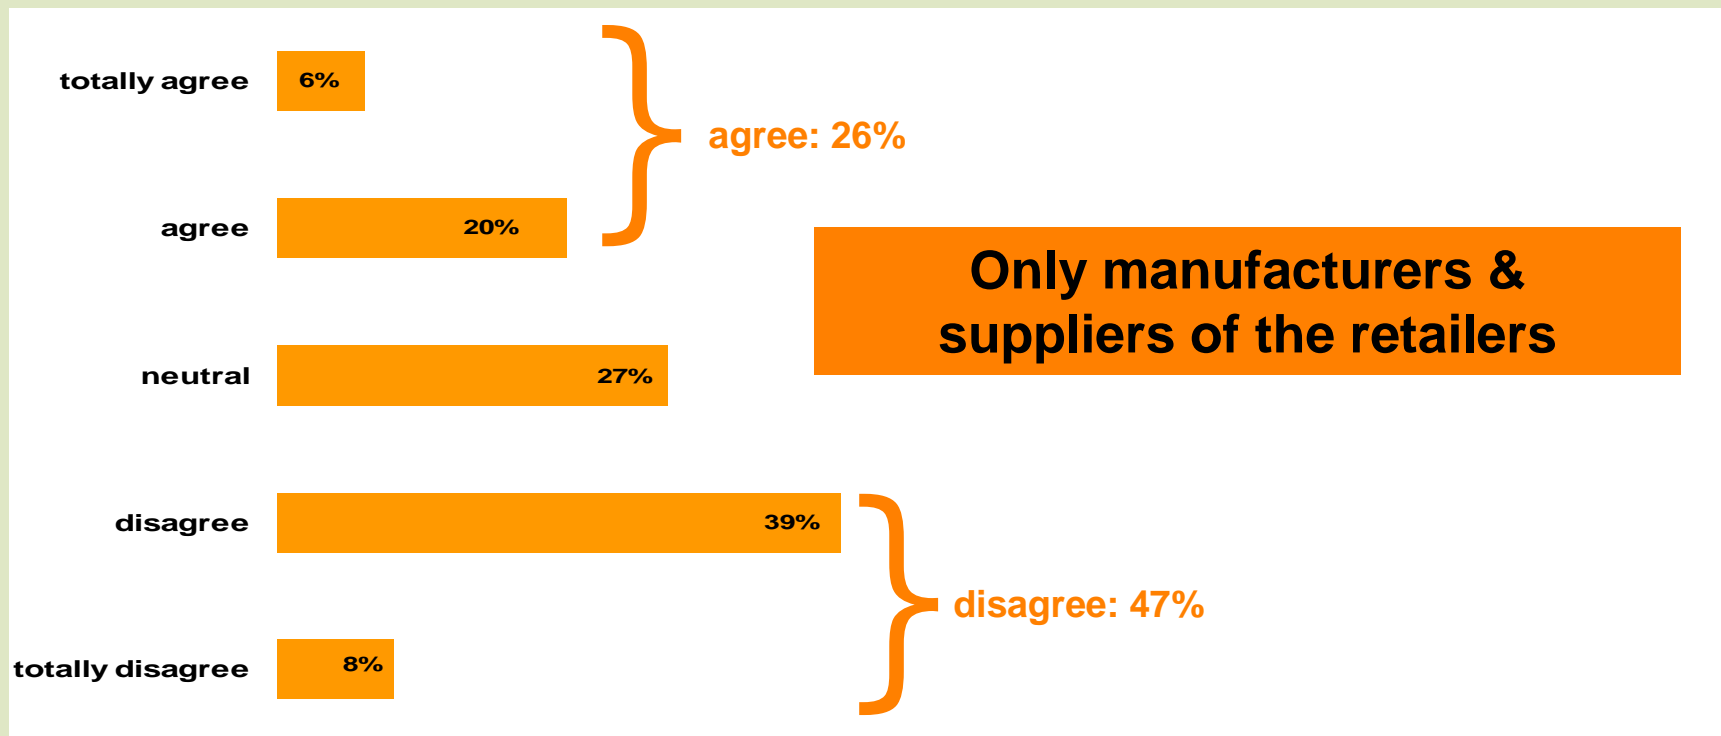 totally agree
6%
agree: 26%
agree
20%
Only manufacturers &
suppliers of the retailers
neutral
27%
disagree
39%
disagree: 47%
totally disagree
8%